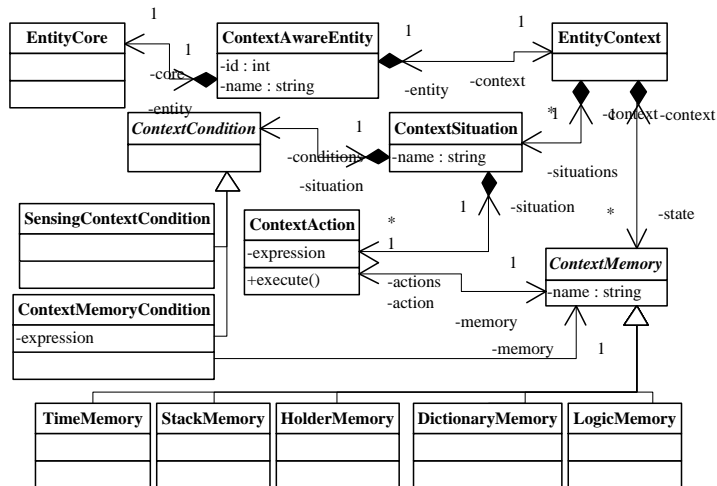 1 1 1
EntityCore ContextAwareEntity EntityContext
1 1
-id : int
-name : string
-core -context
-entity
-entity
1 * 1 -context -context
ContextCondition ContextSituation
-conditions -name : string
-situations
-situation
SensingContextCondition ContextAction * 1 -situation * -state
-expression 1
+execute() 1 ContextMemory
-actions -name : string
-action
ContextMemoryCondition
-memory
-expression
-memory 1
TimeMemory StackMemory HolderMemory DictionaryMemory LogicMemory